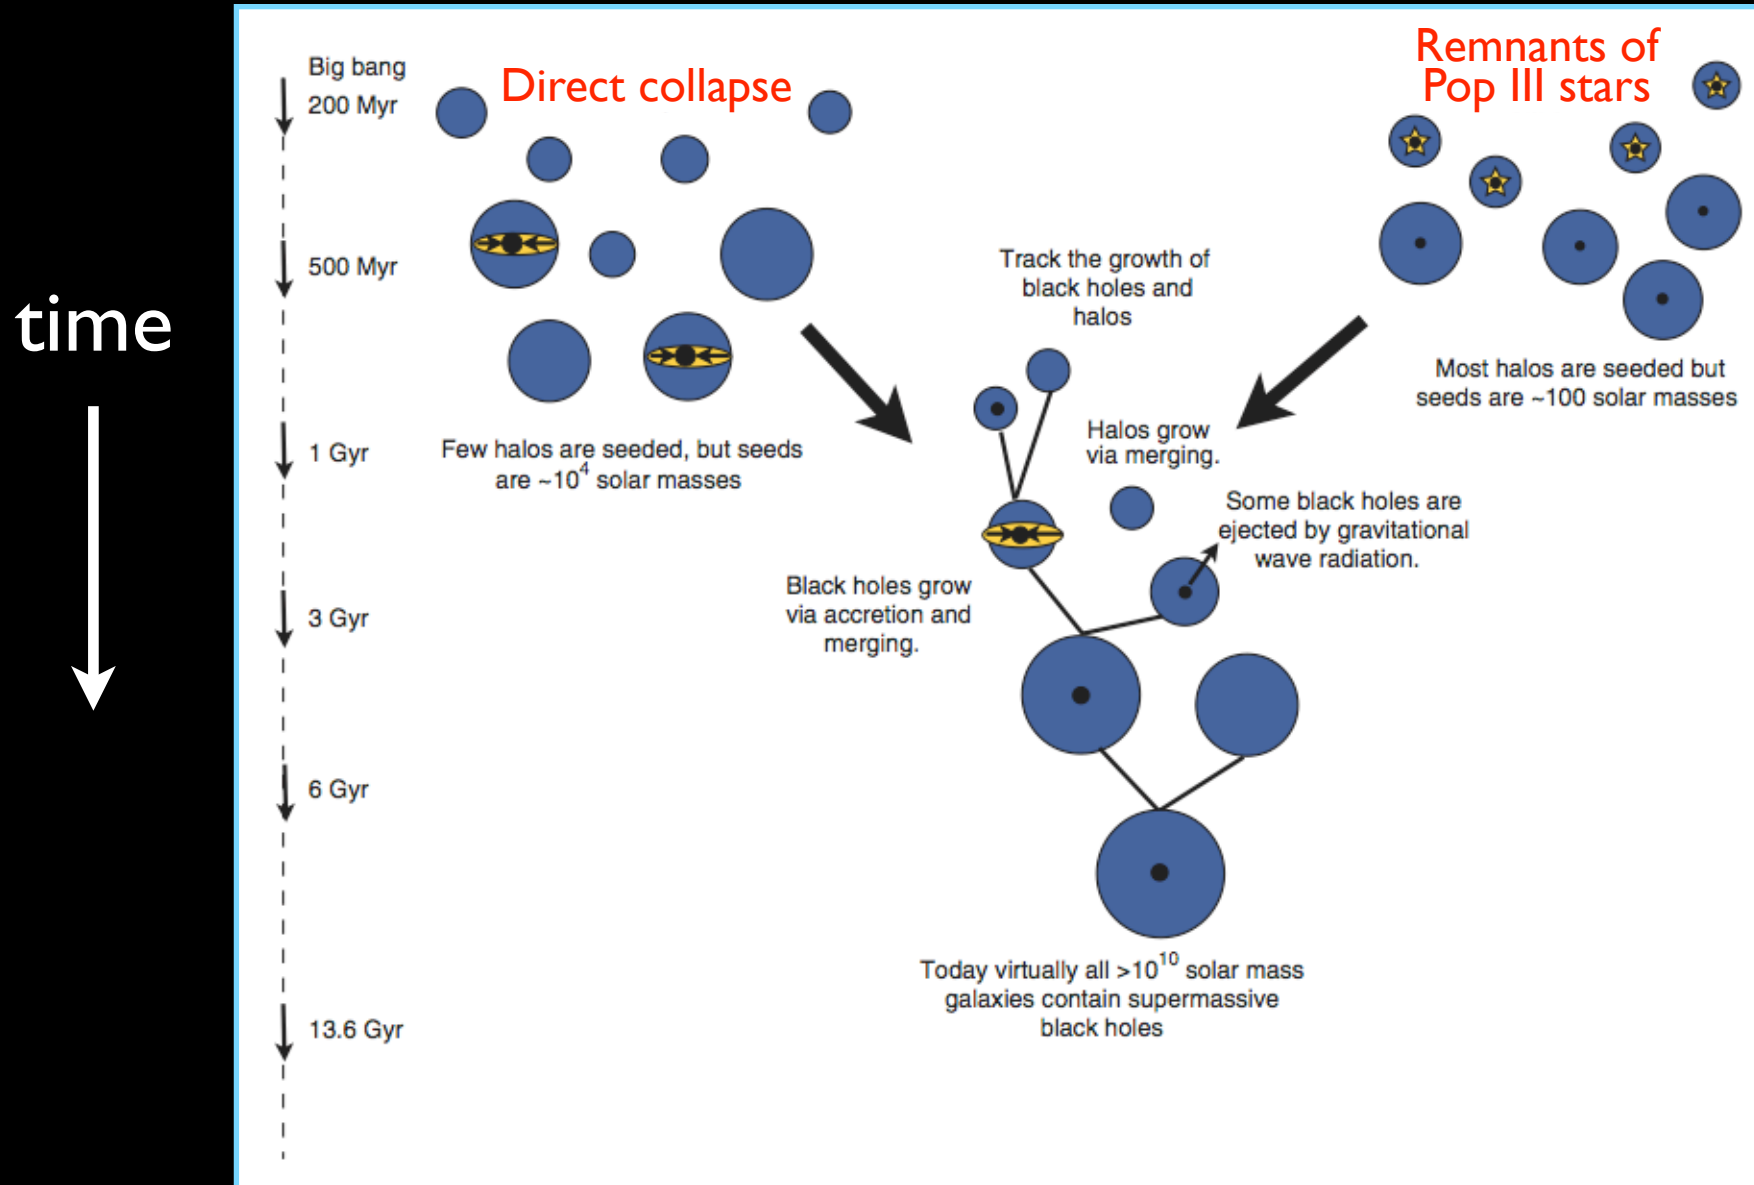 time
Big bang
200 Myr
500 Myr
1 Gyr
3 Gyr
6 Gyr
13.6 Gyr
Direct collapse
Few halos are seeded, but seeds
are ~10^4 solar masses
Remnants of
Pop III stars
Most halos are seeded but
seeds are ~100 solar masses
Track the growth of
black holes and
halos
Halos grow
via merging.
Some black holes are
ejected by gravitational
wave radiation.
Black holes grow
via accretion and
merging.
Today virtually all >10^10 solar mass
galaxies contain supermassive
black holes